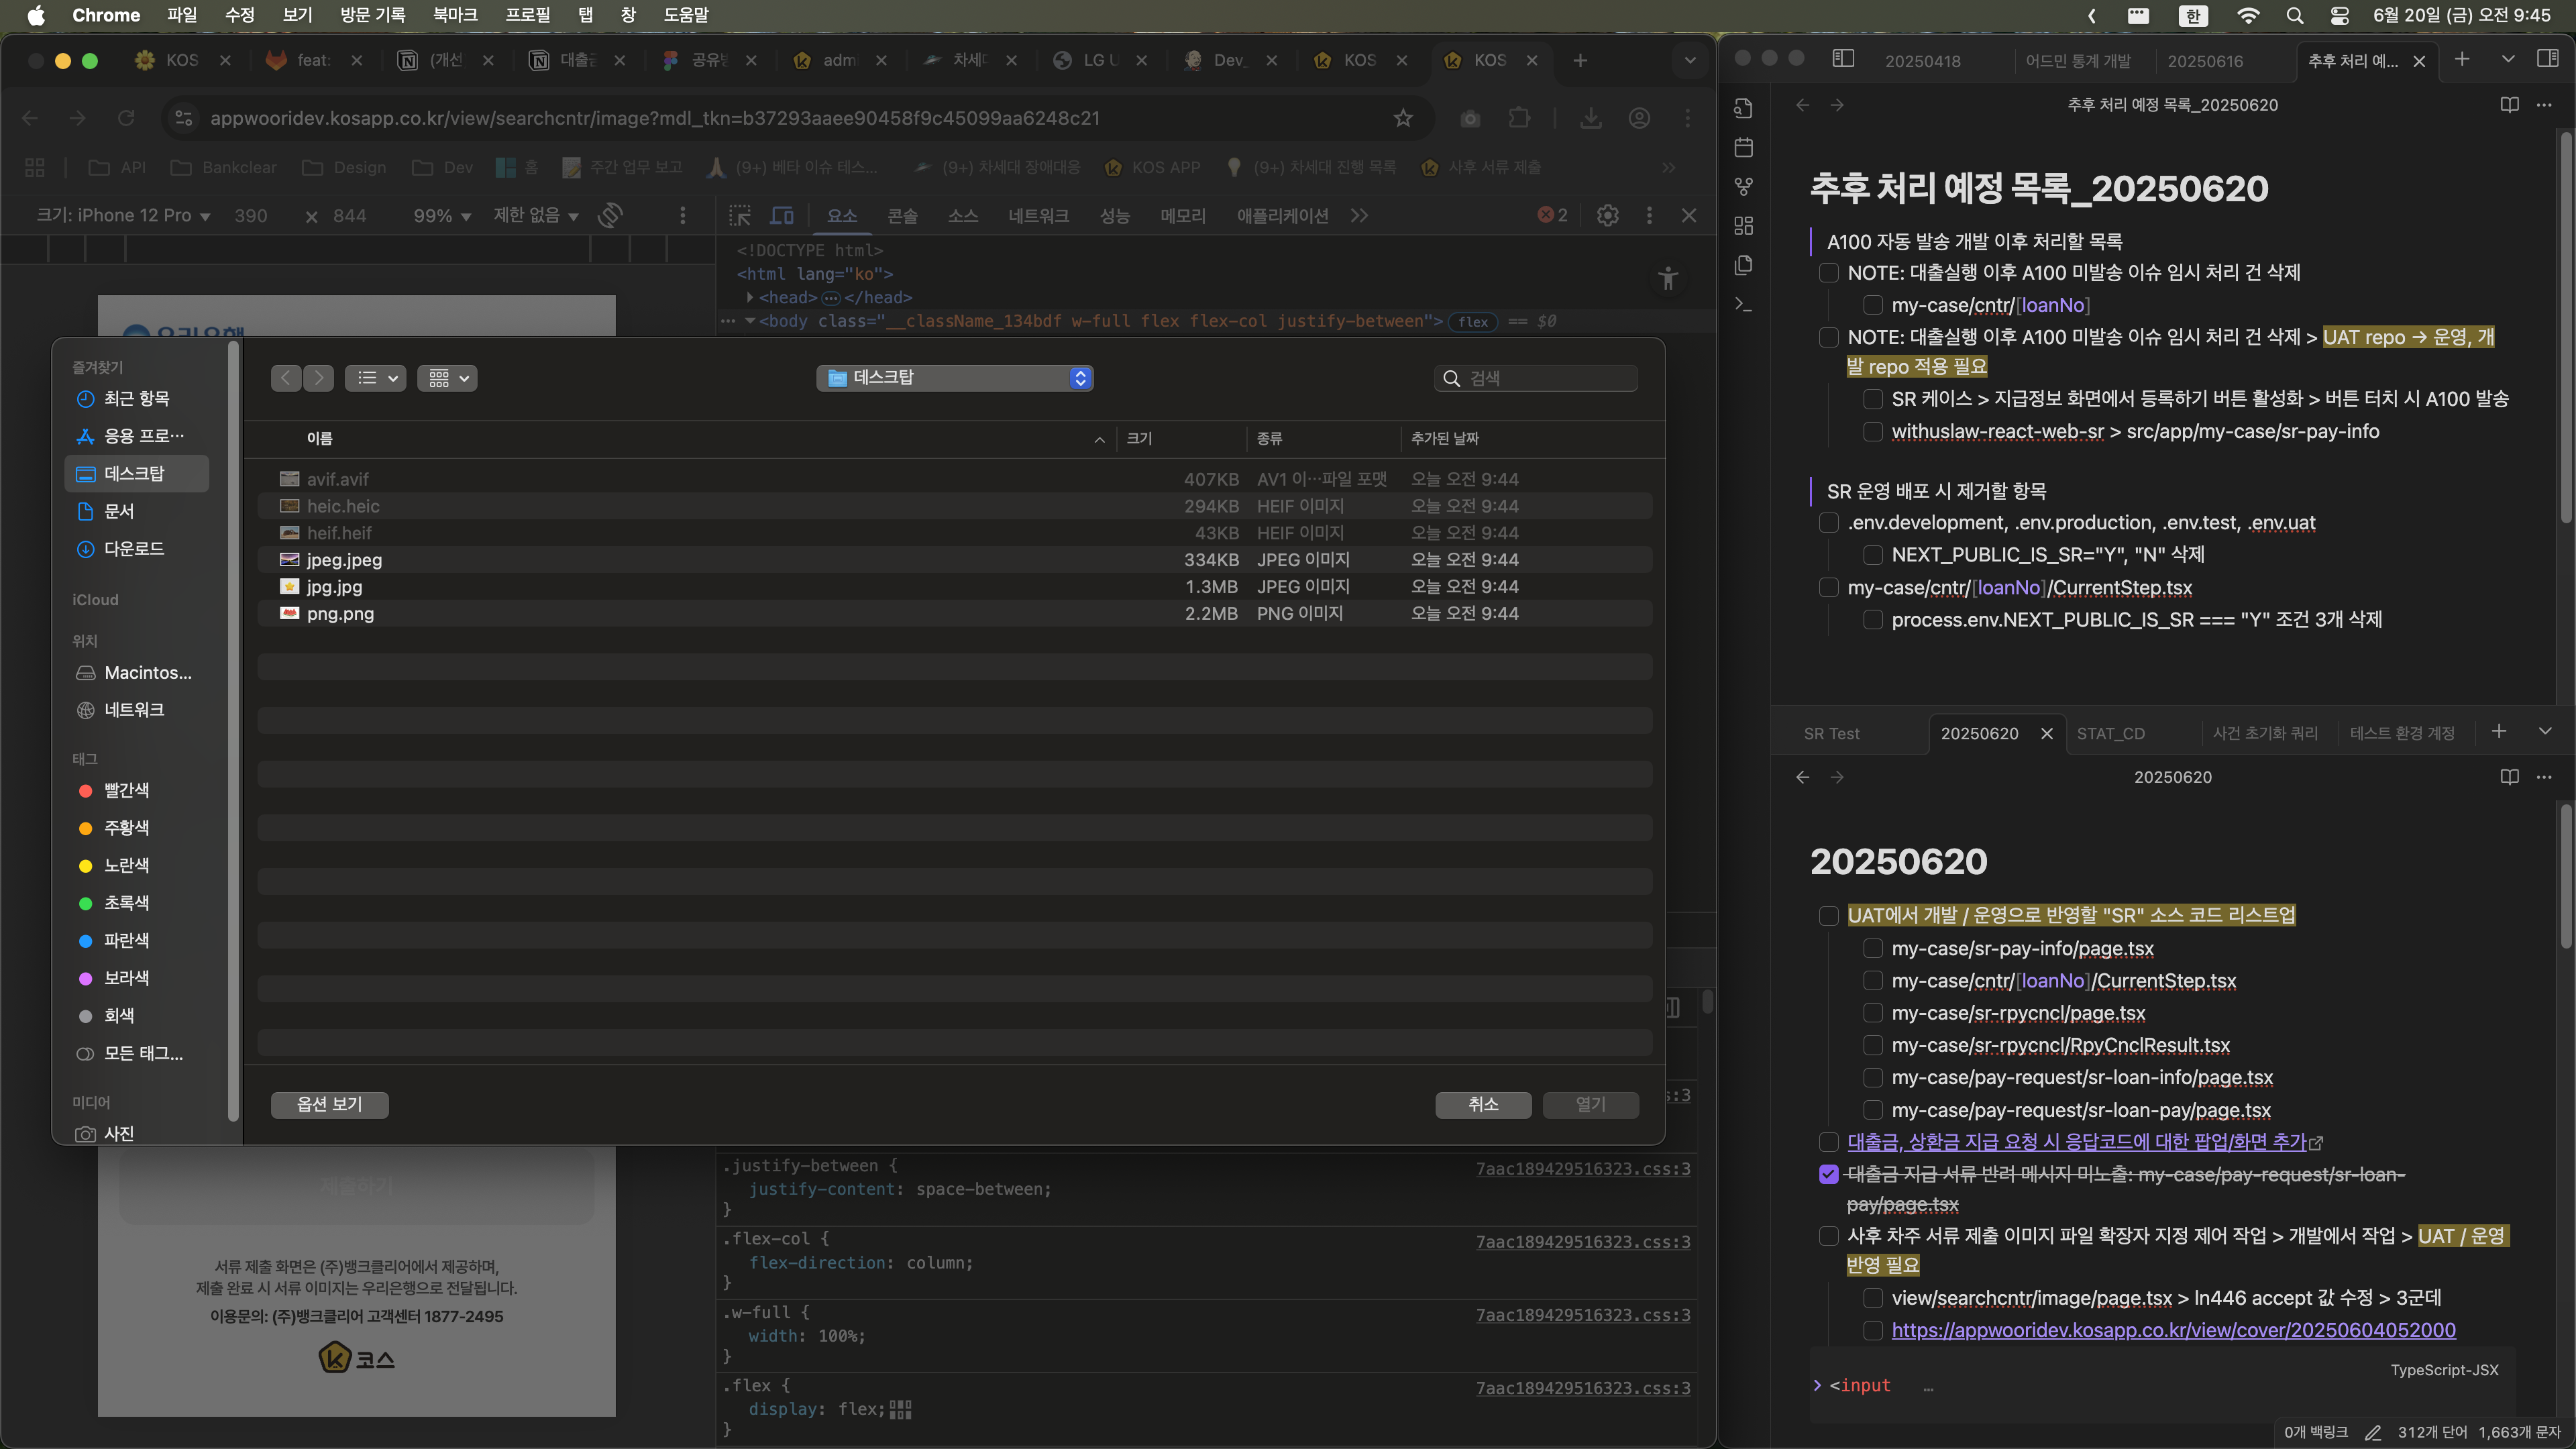 Chrome 파일 수정 보기 방문 기록 북마크 프로필 탭 창 도움말
한 6월 20일 (금) 오전 9:45
KOS feat: (개선 대출금 공유방 adm 차세대 LG U Dev_ KOS KOS
appwooridev.kosapp.co.kr/view/searchcntr/image?mdl_tkn=b37293aaee90458f9c45099aa6248c21
API Bankclear Design Dev 홈 주간 업무 보고 (9+) 베타 이슈 테스... (9+) 차세대 장애대응 KOS APP (9+) 차세대 진행 목록 사후 서류 제출
크기: iPhone 12 Pro 390 × 844 99% 제한 없음
요소 콘솔 소스 네트워크 성능 메모리 애플리케이션 2
<!DOCTYPE html>
<html lang="ko">
<head> ... </head>
... <body class="__className_134bdf w-full flex flex-col justify-between"> flex == $0
우리은행
즐겨찾기
최근 항목
응용 프로…
데스크탑
문서
다운로드
iCloud
위치
Macintos...
네트워크
태그
빨간색
주황색
노란색
초록색
파란색
보라색
회색
모든 태그...
미디어
사진
데스크탑
검색
이름 크기 종류 추가된 날짜
avif.avif 407KB AV1 이…파일 포맷 오늘 오전 9:44
heic.heic 294KB HEIF 이미지 오늘 오전 9:44
heif.heif 43KB HEIF 이미지 오늘 오전 9:44
jpeg.jpeg 334KB JPEG 이미지 오늘 오전 9:44
jpg.jpg 1.3MB JPEG 이미지 오늘 오전 9:44
png.png 2.2MB PNG 이미지 오늘 오전 9:44
옵션 보기 취소 열기
s:3
제출하기
서류 제출 화면은 (주)뱅크클리어에서 제공하며,
제출 완료 시 서류 이미지는 우리은행으로 전달됩니다.
이용문의: (주)뱅크클리어 고객센터 1877-2495
코스
.justify-between { 7aac189429516323.css:3
justify-content: space-between;
}
.flex-col { 7aac189429516323.css:3
flex-direction: column;
}
.w-full { 7aac189429516323.css:3
width: 100%;
}
.flex { 7aac189429516323.css:3
display: flex;
}
20250418 어드민 통계 개발 20250616 추후 처리 예...
추후 처리 예정 목록_20250620
추후 처리 예정 목록_20250620
A100 자동 발송 개발 이후 처리할 목록
NOTE: 대출실행 이후 A100 미발송 이슈 임시 처리 건 삭제
my-case/cntr/[loanNo]
NOTE: 대출실행 이후 A100 미발송 이슈 임시 처리 건 삭제 > UAT repo → 운영, 개
발 repo 적용 필요
SR 케이스 > 지급정보 화면에서 등록하기 버튼 활성화 > 버튼 터치 시 A100 발송
withuslaw-react-web-sr > src/app/my-case/sr-pay-info
SR 운영 배포 시 제거할 항목
.env.development, .env.production, .env.test, .env.uat
NEXT_PUBLIC_IS_SR="Y", "N" 삭제
my-case/cntr/[loanNo]/CurrentStep.tsx
process.env.NEXT_PUBLIC_IS_SR === "Y" 조건 3개 삭제
SR Test 20250620 STAT_CD 사건 초기화 쿼리 테스트 환경 계정
20250620
20250620
UAT에서 개발 / 운영으로 반영할 "SR" 소스 코드 리스트업
my-case/sr-pay-info/page.tsx
my-case/cntr/[loanNo]/CurrentStep.tsx
my-case/sr-rpycncl/page.tsx
my-case/sr-rpycncl/RpyCnclResult.tsx
my-case/pay-request/sr-loan-info/page.tsx
my-case/pay-request/sr-loan-pay/page.tsx
대출금, 상환금 지급 요청 시 응답코드에 대한 팝업/화면 추가
대출금 지급 서류 반려 메시지 미노출: my-case/pay-request/sr-loan-
pay/page.tsx
사후 차주 서류 제출 이미지 파일 확장자 지정 제어 작업 > 개발에서 작업 > UAT / 운영
반영 필요
view/searchcntr/image/page.tsx > ln446 accept 값 수정 > 3군데
https://appwooridev.kosapp.co.kr/view/cover/20250604052000
TypeScript-JSX
<input …
0개 백링크 312개 단어 1,663개 문자